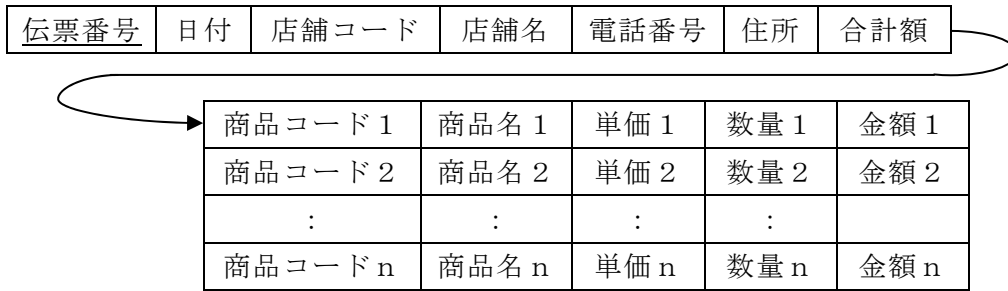 伝票番号 日付 店舗コード 店舗名 電話番号 住所 合計額
商品コード1 商品名1 単価1 数量1 金額1
商品コード2 商品名2 単価2 数量2 金額2
: : : :
商品コードn 商品名n 単価n 数量n 金額n